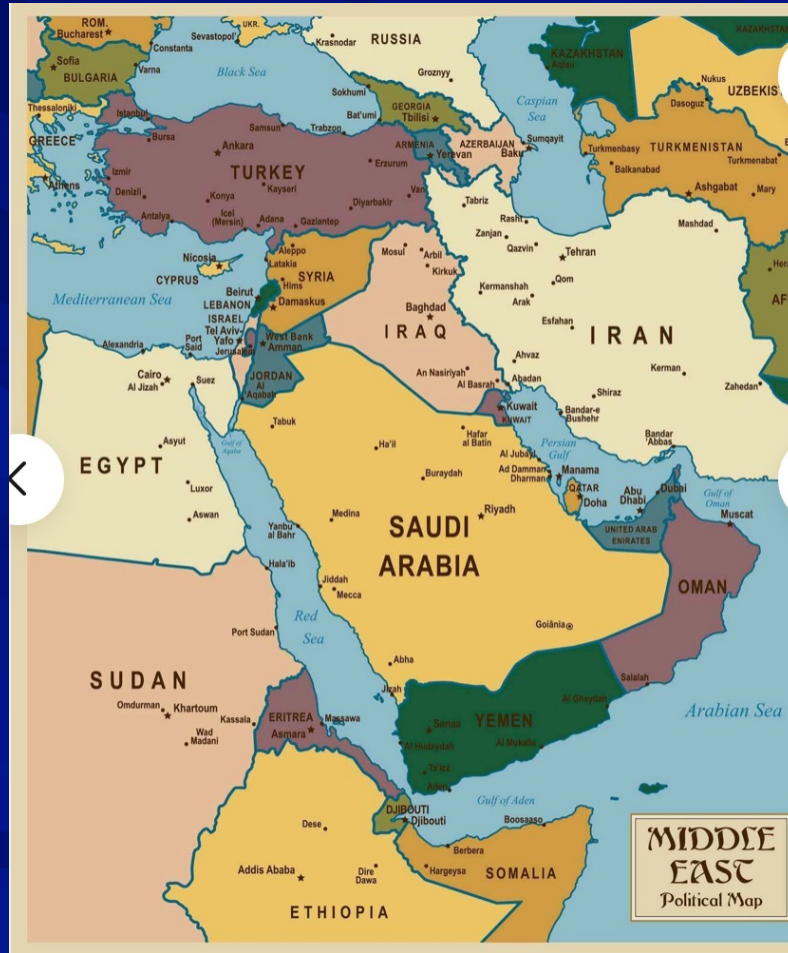 ROM.
Bucharest
Constanta
Sevastopol'
UKR.
Krasnodar
RUSSIA
KAZAKHSTAN
Aqtau
KAZAKHSTAN
Sofia
BULGARIA
Varna
Black Sea
Groznyy
Caspian
Sea
Nukus
UZBEKIS
Dasoguz
Sokhumi
GEORGIA
Tbilisi
Bat'umi
Thessaloniki
Istanbul
GREECE
Bursa
Samsun
Trabzon
ARMENIA
Yerevan
AZERBAIJAN
Baku
Sumqayit
Turkmenbasy
TURKMENISTAN
Turkmenabat
Balkanabad
Ankara
TURKEY
Erzurum
Athens
Izmir
Denizli
Konya
Kayseri
Van
Ashgabat
Mary
Antalya
Icel
(Mersin)
Adana
Gaziantep
Diyarbakir
Tabriz
Rasht
Zanjan
Qazvin
Tehran
Mashdad
Nicosia
CYPRUS
Aleppo
Latakia
SYRIA
Hims
Mosul
Arbil
Kirkuk
Kermanshah
Qom
Arak
Her
AF
Mediterranean Sea
Beirut
LEBANON
Damaskus
ISRAEL
Tel Aviv-
Yafo
Jerusalem
West Bank
Amman
Baghdad
IRAQ
Esfahan
IRAN
Alexandria
Port
Said
JORDAN
Al
Aqabah
An Nasiriyah
Al Basrah
Ahvaz
Abadan
Kerman
Zahedan
Cairo
Al Jizah
Suez
Kuwait
KUWAIT
Shiraz
Bandar-e
Bushehr
Tabuk
Gulf of
Aqaba
Asyut
EGYPT
Ha'il
Hafar
al Batin
Persian
Gulf
Bandar
'Abbas
Al Jubayl
Ad Damman
Dharman
Manama
Buraydah
Luxor
Aswan
QATAR
Doha
Abu
Dhabi
Dubai
Gulf of
Oman
Muscat
Yanbu
al Bahr
Medina
SAUDI
ARABIA
Riyadh
UNITED ARAB
ENIRATES
Hala'ib
Jiddah
Mecca
OMAN
Red
Sea
Goiânia
Port Sudan
SUDAN
Abha
Jizah
Salalah
Omdurman
Khartoum
Kassala
Wad
Madani
ERITREA
Asmara
Massawa
Sanaa
YEMEN
Al Ghaydah
Arabian Sea
Al Hudaydah
Al Mukalla
Ta'izz
Aden
DJIBOUTI
Djibouti
Gulf of Aden
Boosaaso
Dese
Berbera
Addis Ababa
Dire
Dawa
Hargeysa
SOMALIA
ETHIOPIA
MIDDLE
EAST
Political Map